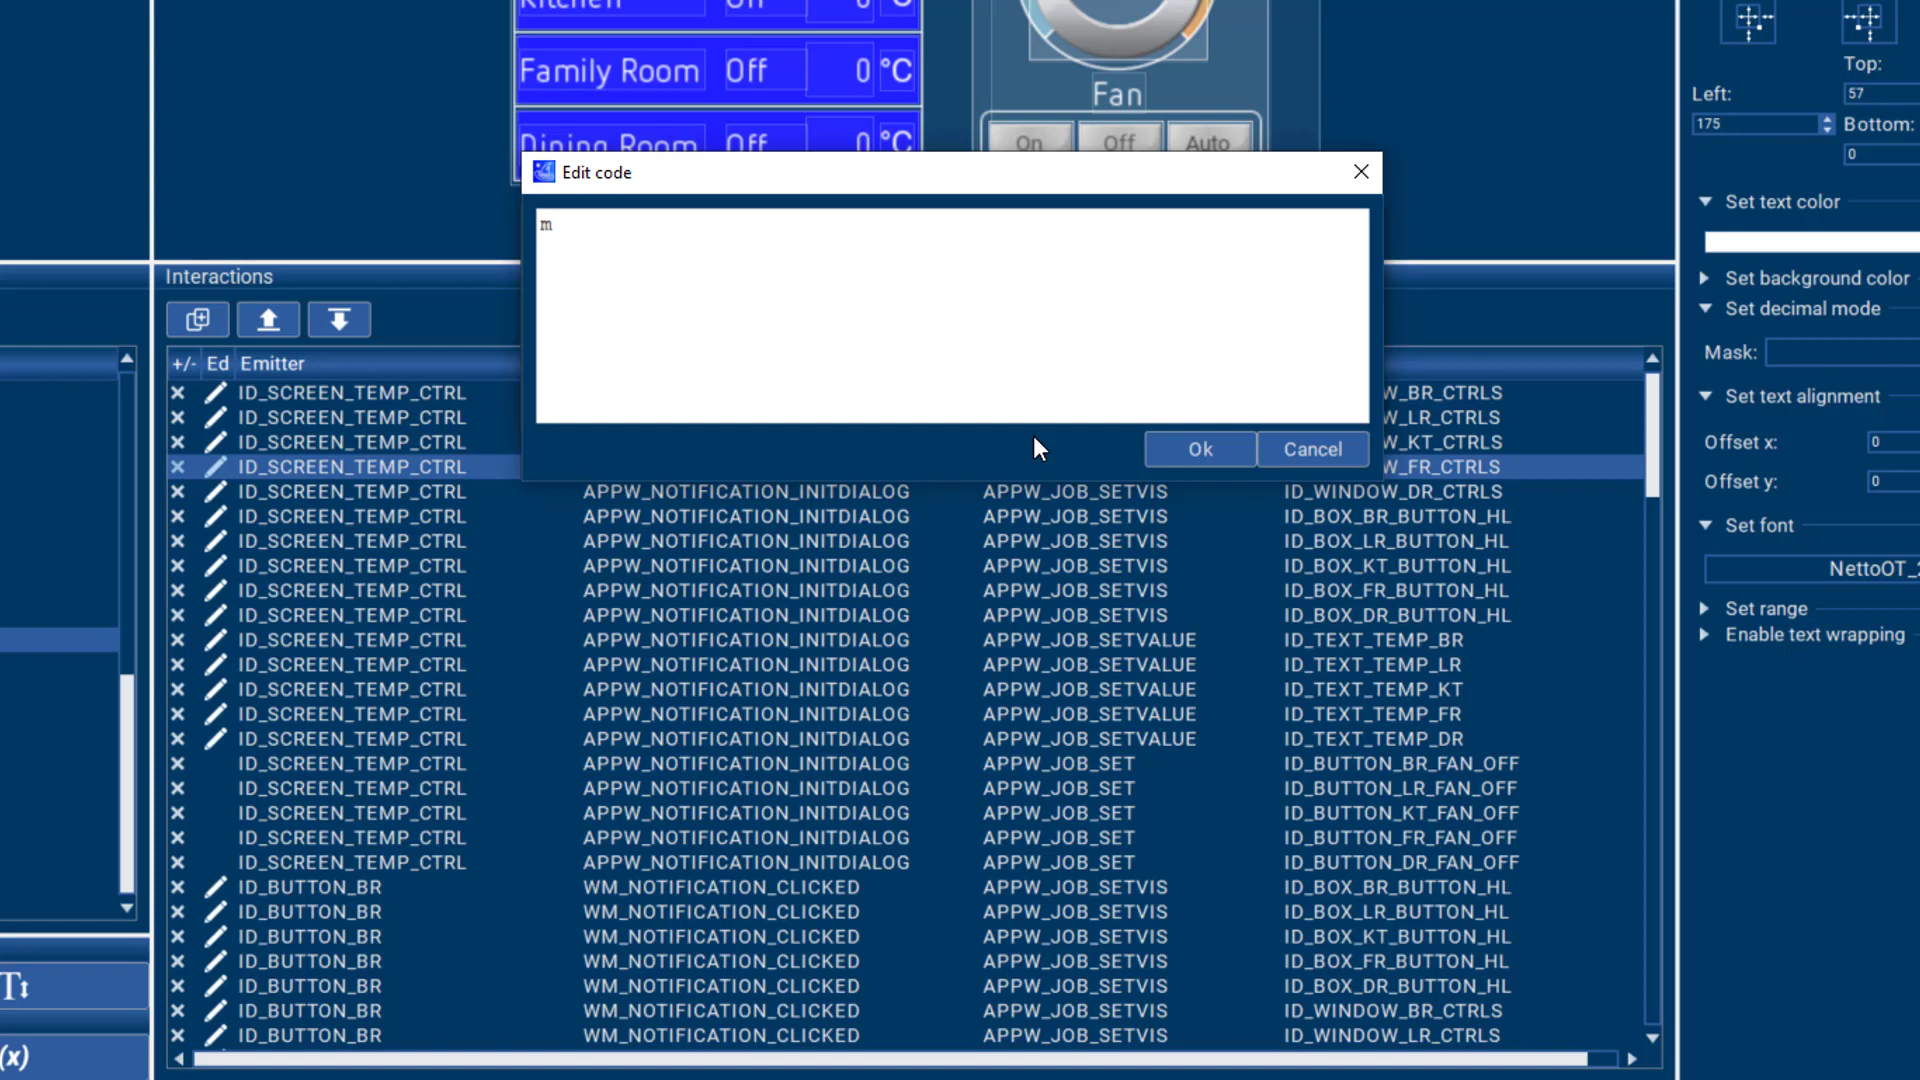 Kitchen Off 0 °C
Family Room Off 0 °C
Fan
Dining Room Off 0 °C
On Off Auto
Top:
Left: 57
175 Bottom:
0
Edit code
m
Ok Cancel
Set text color
Set background color
Set decimal mode
Mask:
Set text alignment
Offset x: 0
Offset y: 0
Set font
NettoOT_
Set range
Enable text wrapping
Interactions
+/- Ed Emitter
ID_SCREEN_TEMP_CTRL W_BR_CTRLS
ID_SCREEN_TEMP_CTRL W_LR_CTRLS
ID_SCREEN_TEMP_CTRL W_KT_CTRLS
ID_SCREEN_TEMP_CTRL W_FR_CTRLS
ID_SCREEN_TEMP_CTRL APPW_NOTIFICATION_INITDIALOG APPW_JOB_SETVIS ID_WINDOW_DR_CTRLS
ID_SCREEN_TEMP_CTRL APPW_NOTIFICATION_INITDIALOG APPW_JOB_SETVIS ID_BOX_BR_BUTTON_HL
ID_SCREEN_TEMP_CTRL APPW_NOTIFICATION_INITDIALOG APPW_JOB_SETVIS ID_BOX_LR_BUTTON_HL
ID_SCREEN_TEMP_CTRL APPW_NOTIFICATION_INITDIALOG APPW_JOB_SETVIS ID_BOX_KT_BUTTON_HL
ID_SCREEN_TEMP_CTRL APPW_NOTIFICATION_INITDIALOG APPW_JOB_SETVIS ID_BOX_FR_BUTTON_HL
ID_SCREEN_TEMP_CTRL APPW_NOTIFICATION_INITDIALOG APPW_JOB_SETVIS ID_BOX_DR_BUTTON_HL
ID_SCREEN_TEMP_CTRL APPW_NOTIFICATION_INITDIALOG APPW_JOB_SETVALUE ID_TEXT_TEMP_BR
ID_SCREEN_TEMP_CTRL APPW_NOTIFICATION_INITDIALOG APPW_JOB_SETVALUE ID_TEXT_TEMP_LR
ID_SCREEN_TEMP_CTRL APPW_NOTIFICATION_INITDIALOG APPW_JOB_SETVALUE ID_TEXT_TEMP_KT
ID_SCREEN_TEMP_CTRL APPW_NOTIFICATION_INITDIALOG APPW_JOB_SETVALUE ID_TEXT_TEMP_FR
ID_SCREEN_TEMP_CTRL APPW_NOTIFICATION_INITDIALOG APPW_JOB_SETVALUE ID_TEXT_TEMP_DR
ID_SCREEN_TEMP_CTRL APPW_NOTIFICATION_INITDIALOG APPW_JOB_SET ID_BUTTON_BR_FAN_OFF
ID_SCREEN_TEMP_CTRL APPW_NOTIFICATION_INITDIALOG APPW_JOB_SET ID_BUTTON_LR_FAN_OFF
ID_SCREEN_TEMP_CTRL APPW_NOTIFICATION_INITDIALOG APPW_JOB_SET ID_BUTTON_KT_FAN_OFF
ID_SCREEN_TEMP_CTRL APPW_NOTIFICATION_INITDIALOG APPW_JOB_SET ID_BUTTON_FR_FAN_OFF
ID_SCREEN_TEMP_CTRL APPW_NOTIFICATION_INITDIALOG APPW_JOB_SET ID_BUTTON_DR_FAN_OFF
ID_BUTTON_BR WM_NOTIFICATION_CLICKED APPW_JOB_SETVIS ID_BOX_BR_BUTTON_HL
ID_BUTTON_BR WM_NOTIFICATION_CLICKED APPW_JOB_SETVIS ID_BOX_LR_BUTTON_HL
ID_BUTTON_BR WM_NOTIFICATION_CLICKED APPW_JOB_SETVIS ID_BOX_KT_BUTTON_HL
ID_BUTTON_BR WM_NOTIFICATION_CLICKED APPW_JOB_SETVIS ID_BOX_FR_BUTTON_HL
ID_BUTTON_BR WM_NOTIFICATION_CLICKED APPW_JOB_SETVIS ID_BOX_DR_BUTTON_HL
ID_BUTTON_BR WM_NOTIFICATION_CLICKED APPW_JOB_SETVIS ID_WINDOW_BR_CTRLS
ID_BUTTON_BR WM_NOTIFICATION_CLICKED APPW_JOB_SETVIS ID_WINDOW_LR_CTRLS
T
(x)